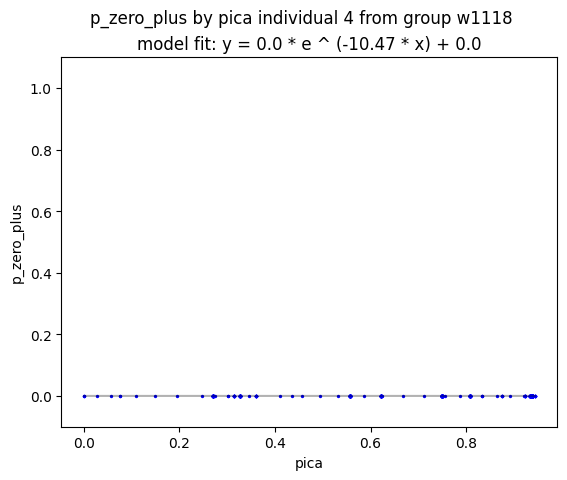 p_zero_plus by pica individual 4 from group w1118
model fit: y = 0.0 * e ^ (-10.47 * x) + 0.0
1.0
0.8
0.6
0.4
0.2
0.0
p_zero_plus
0.0 0.2 0.4 0.6 0.8
pica